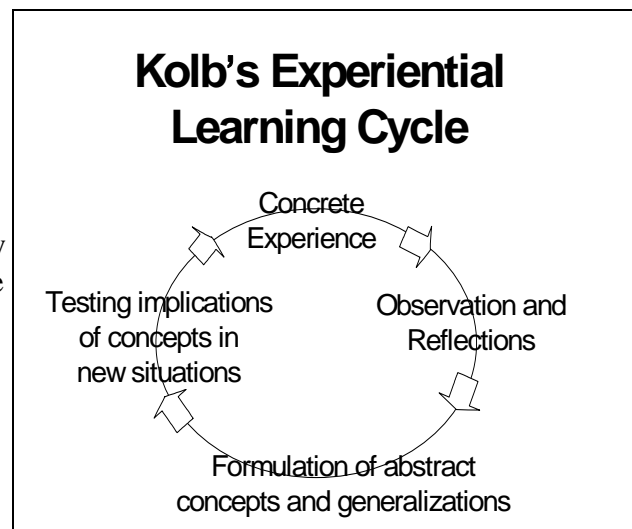 Kolb's Experiential
Learning Cycle
Concrete
Experience
Observation and
Reflections
Formulation of abstract
concepts and generalizations
Testing implications
of concepts in
new situations